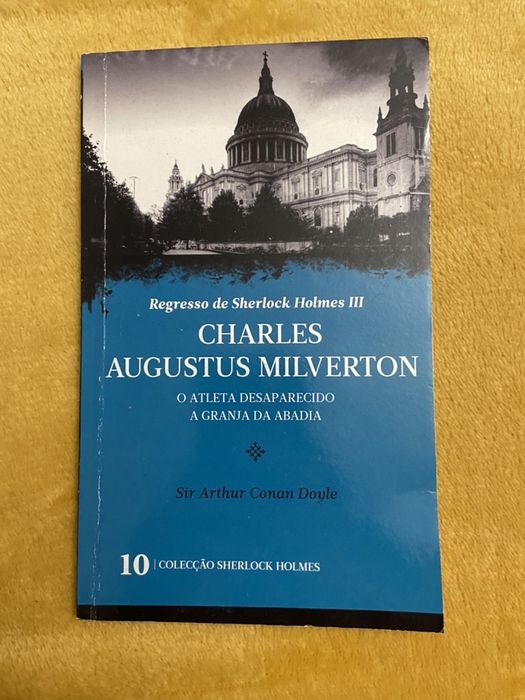 Regresso de Sherlock Holmes III
CHARLES
AUGUSTUS MILVERTON
O ATLETA DESAPARECIDO
A GRANJA DA ABADIA
Sir Arthur Conan Doyle
10 | COLECÇÃO SHERLOCK HOLMES